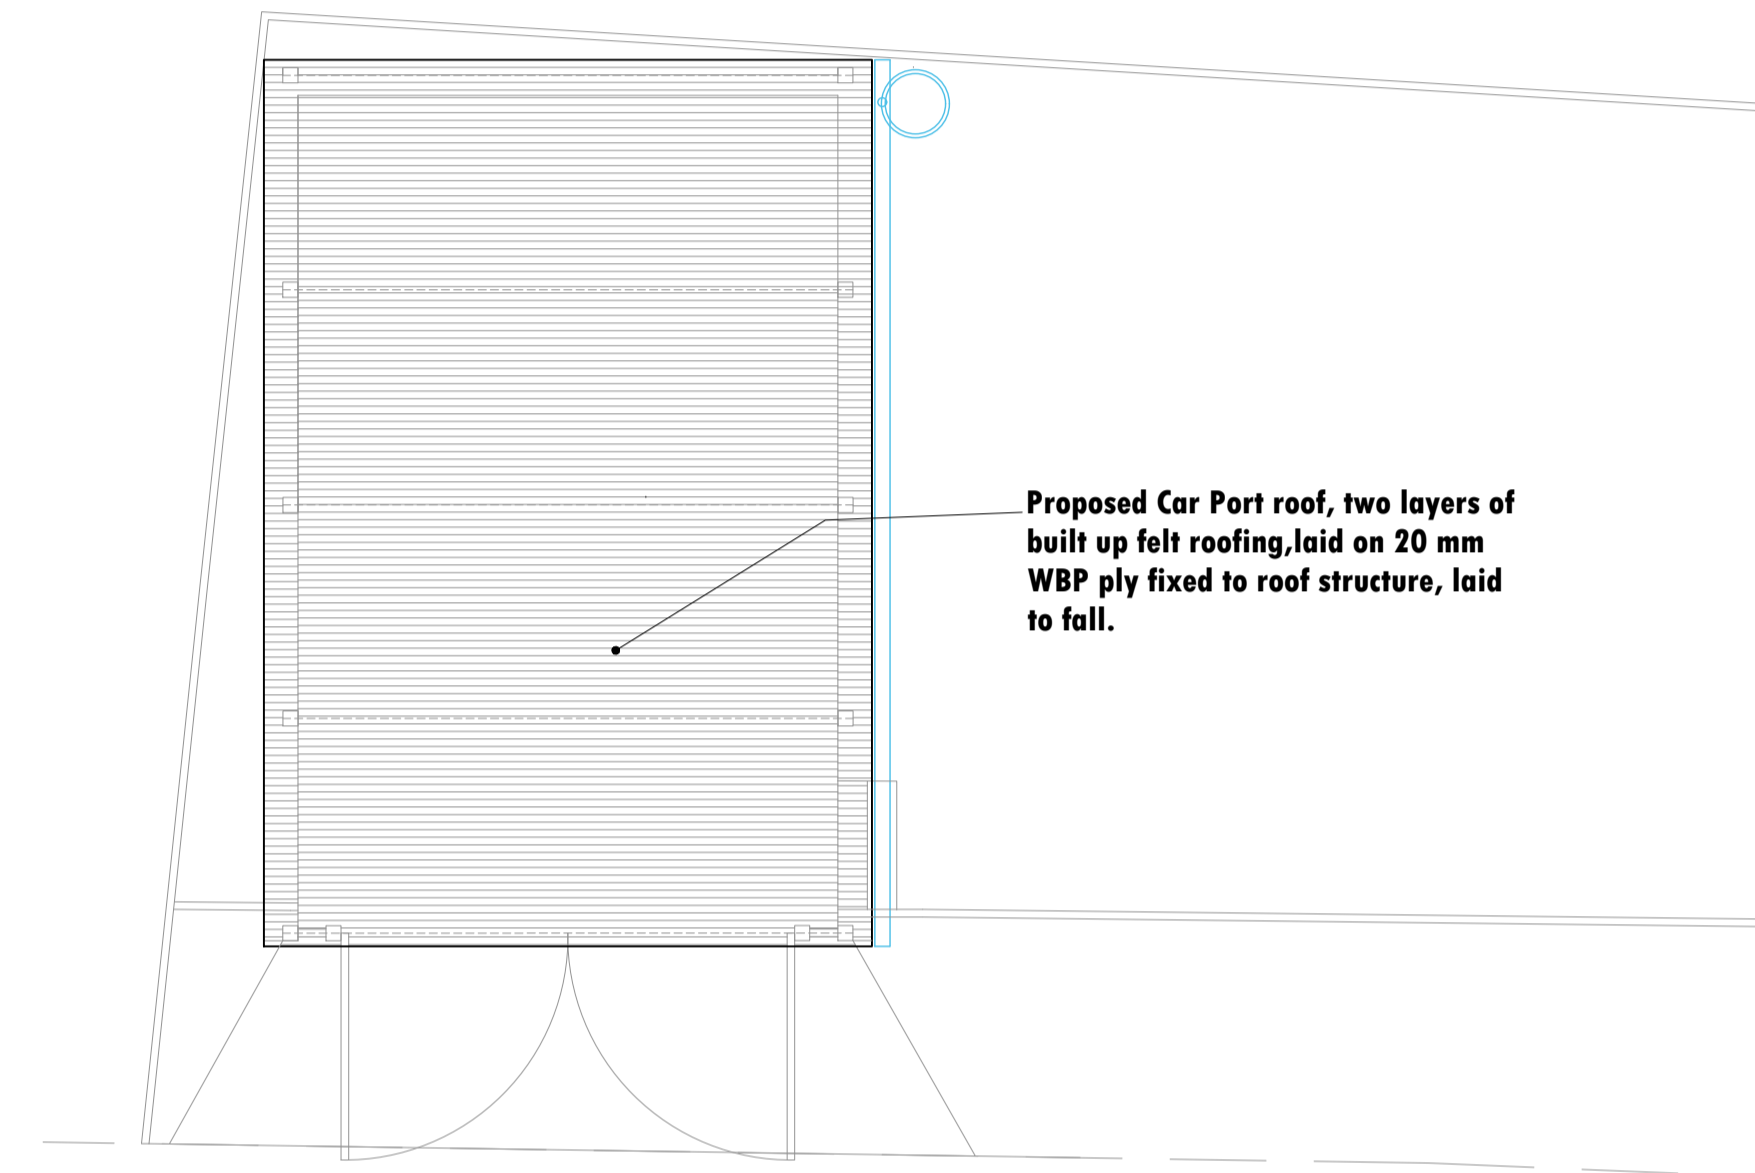 Proposed Car Port roof, two layers of
built up felt roofing,laid on 20 mm
WBP ply fixed to roof structure, laid
to fall.